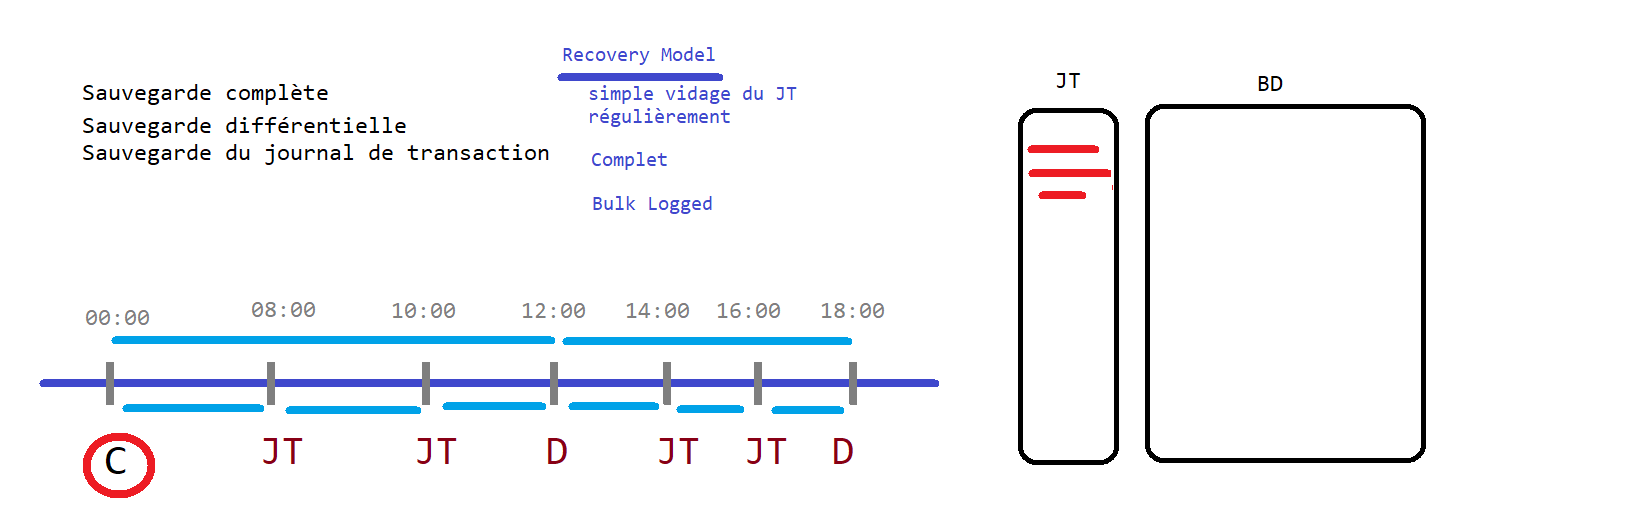 Recovery Model
Sauvegarde complète
Sauvegarde différentielle
Sauvegarde du journal de transaction
simple vidage du JT
régulièrement
Complet
Bulk Logged
JT
BD
00:00 08:00 10:00 12:00 14:00 16:00 18:00
C JT JT D JT JT D